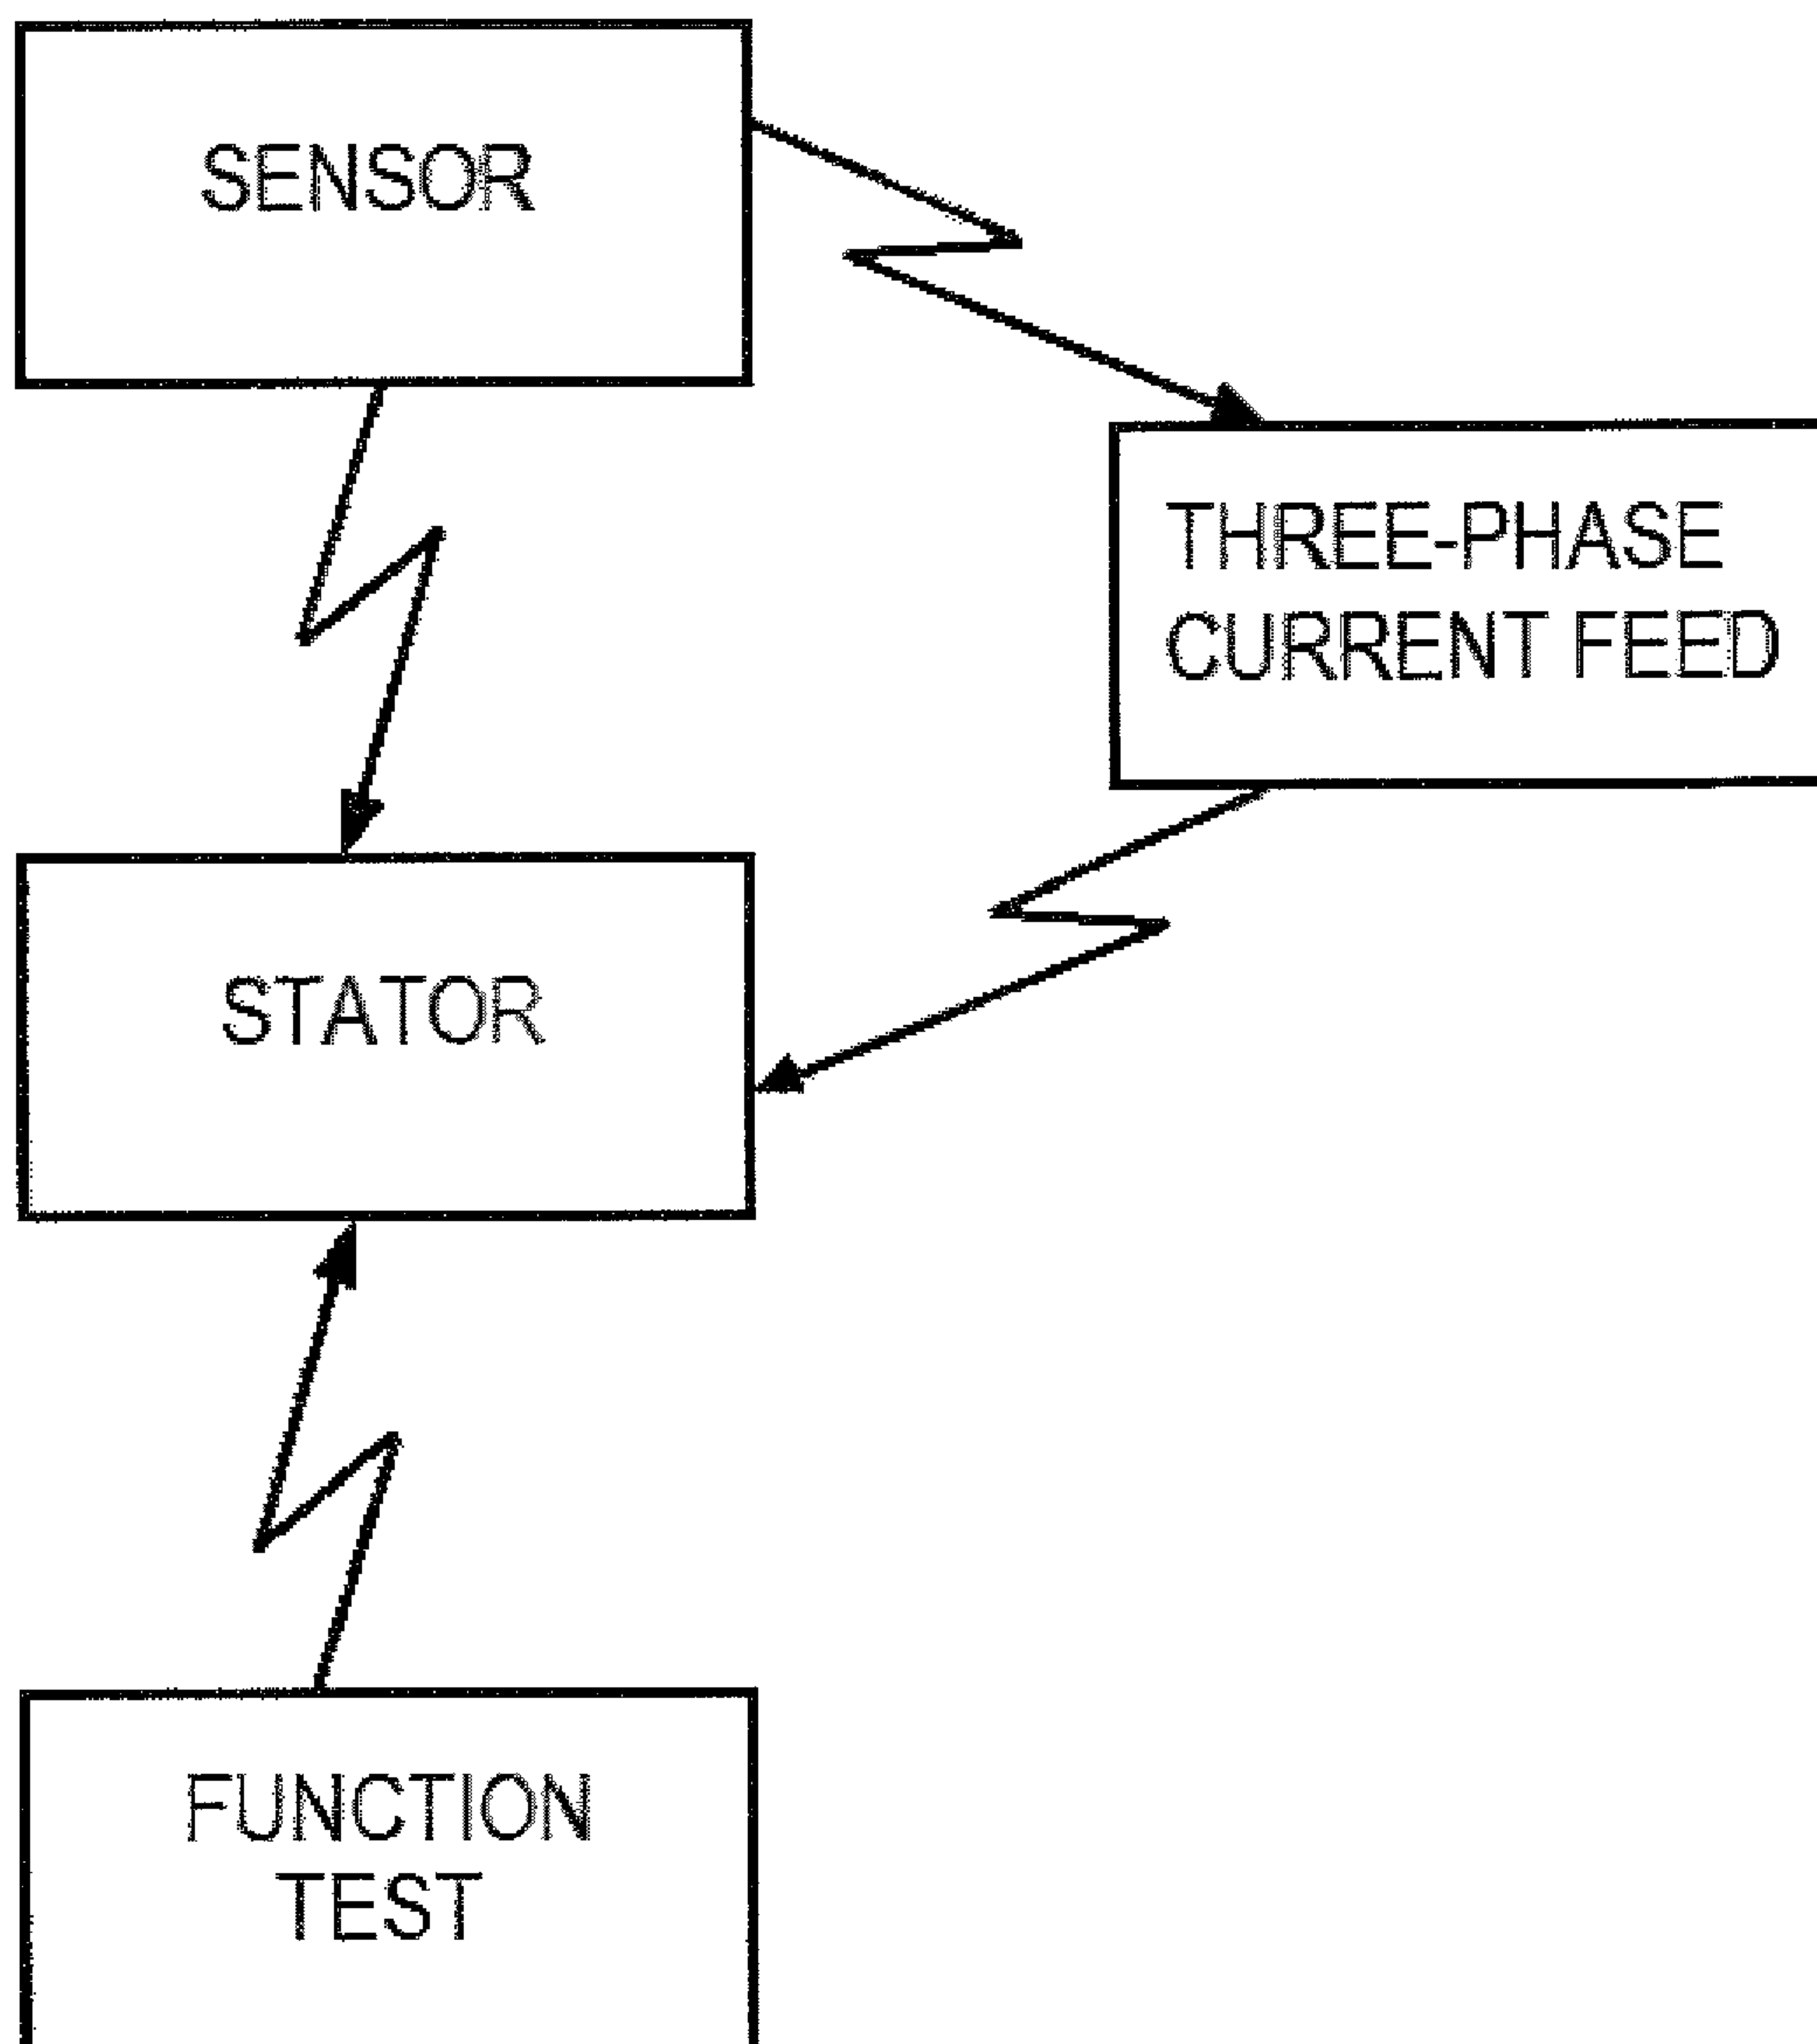 SENSOR
THREE-PHASE
CURRENT FEED
STATOR
FUNCTION
TEST